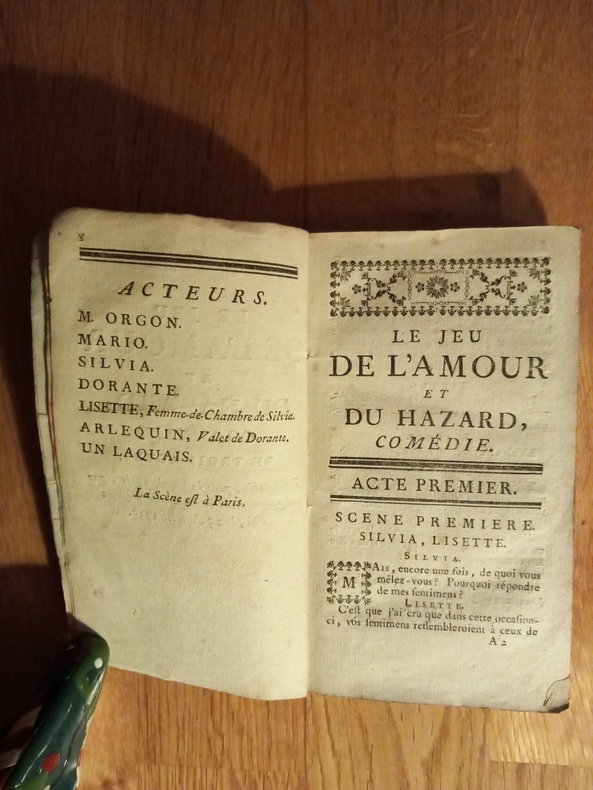 ACTEURS.
M. ORGON.
MARIO.
SILVIA.
DORANTE.
LISETTE, Femme-de-Chambre de Silvia.
ARLEQUIN, Valet de Dorante.
UN LAQUAIS.
La Scène eſt à Paris.
LE JEU
DE L'AMOUR
ET
DU HAZARD,
COMÉDIE.
ACTE PREMIER.
SCENE PREMIERE.
SILVIA, LISETTE.
SILVIA.
MAis, encore une fois, de quoi vous
mêlez-vous? Pourquoi répondre
de mes ſentimens?
LISETTE.
C'eſt que j'ai cru que dans cette occaſion-
ci, vos ſentimens reſſembleroient à ceux de
A 2